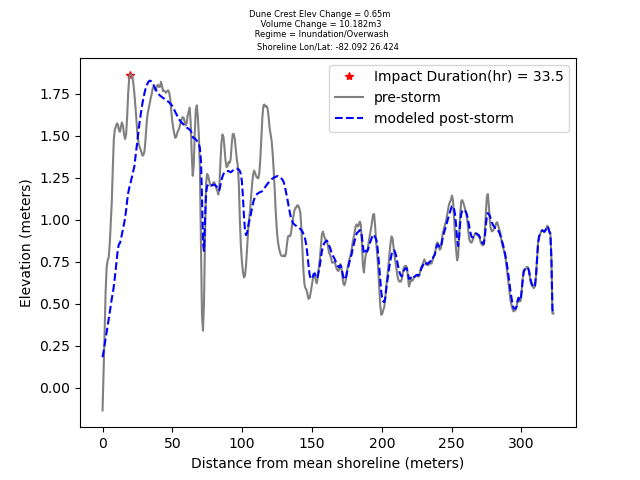 Dune Crest Elev Change = 0.65m
Volume Change = 10.182m3
Regime = Inundation/Overwash
Shoreline Lon/Lat: -82.092 26.424
Impact Duration(hr) = 33.5
pre-storm
modeled post-storm
Elevation (meters)
1.75
1.50
1.25
1.00
0.75
0.50
0.25
0.00
0 50 100 150 200 250 300
Distance from mean shoreline (meters)